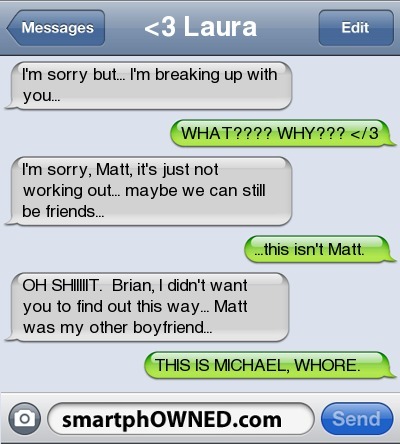 Messages
<3 Laura
Edit
I'm sorry but... I'm breaking up with
you...
WHAT???? WHY??? </3
I'm sorry, Matt, it's just not
working out... maybe we can still
be friends...
...this isn't Matt.
OH SHIIIIIT.  Brian, I didn't want
you to find out this way... Matt
was my other boyfriend...
THIS IS MICHAEL, WHORE.
smartphOWNED.com
Send